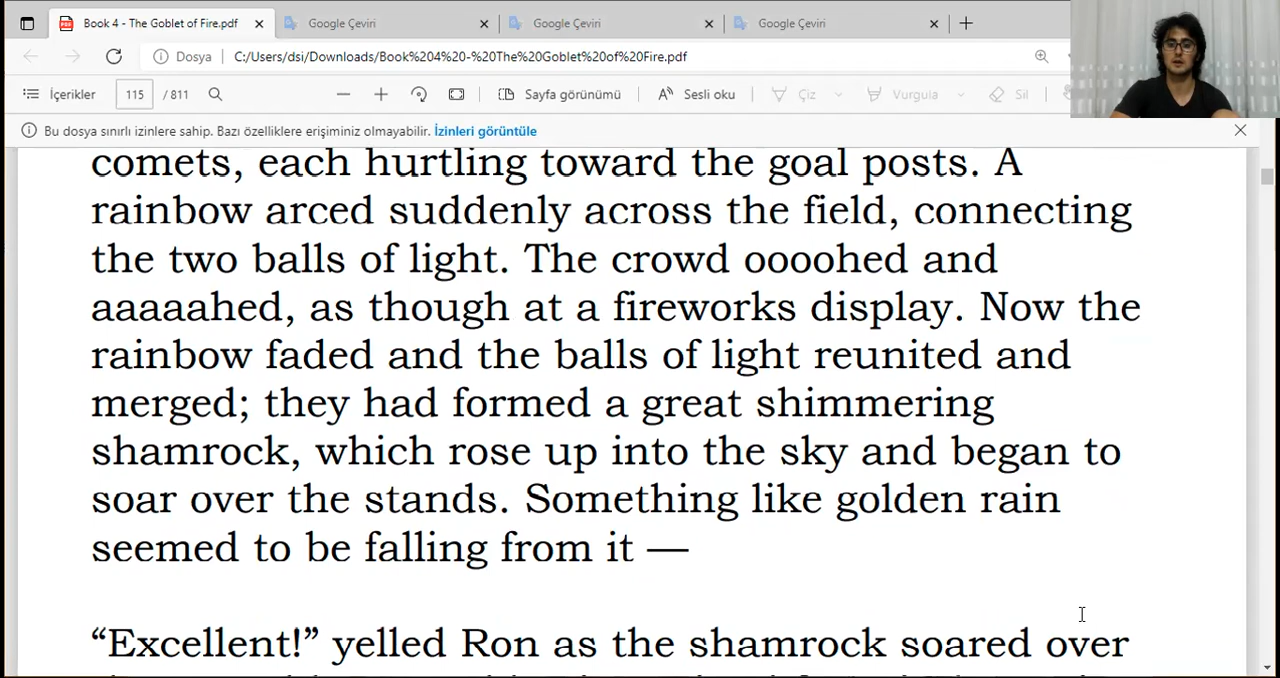 Book 4 - The Goblet of Fire.pdf
Google Çeviri
Google Çeviri
Google Çeviri
Dosya
C:/Users/dsi/Downloads/Book%204%20-%20The%20Goblet%20of%20Fire.pdf
İçerikler
115
/ 811
Sayfa görünümü
Sesli oku
Çiz
Vurgula
Sil
Bu dosya sınırlı izinlere sahip. Bazı özelliklere erişiminiz olmayabilir. İzinleri görüntüle
comets, each hurtling toward the goal posts. A
rainbow arced suddenly across the field, connecting
the two balls of light. The crowd oooohed and
aaaaahed, as though at a fireworks display. Now the
rainbow faded and the balls of light reunited and
merged; they had formed a great shimmering
shamrock, which rose up into the sky and began to
soar over the stands. Something like golden rain
seemed to be falling from it —
“Excellent!” yelled Ron as the shamrock soared over